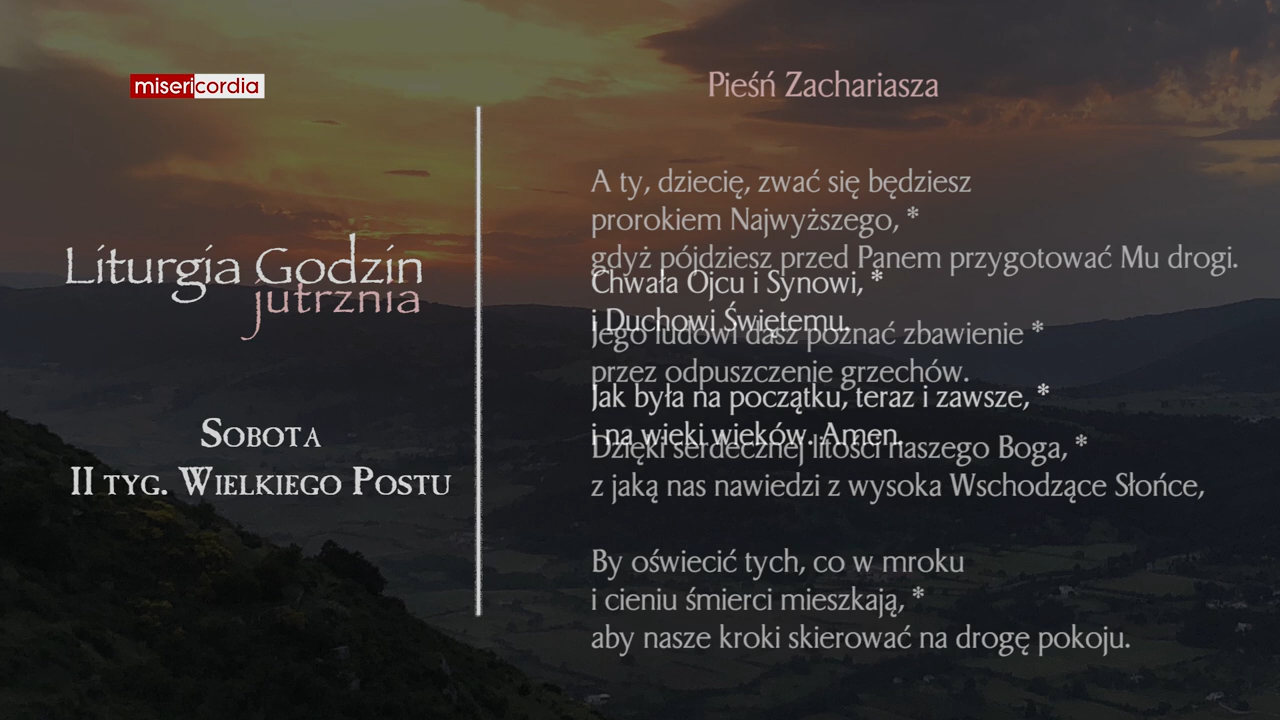 misericordia
Liturgia Godzin
jutrznia
Sobota
II tyg. Wielkiego Postu
Pieśń Zachariasza
A ty, dziecię, zwać się będziesz
prorokiem Najwyższego, *
gdyż pójdziesz przed Panem przygotować Mu drogi.
Chwała Ojcu i Synowi, *
i Duchowi Świętemu.
Jego ludowi dasz poznać zbawienie *
przez odpuszczenie grzechów.
Jak była na początku, teraz i zawsze, *
i na wieki wieków. Amen.
Dzięki serdecznej litości naszego Boga, *
z jaką nas nawiedzi z wysoka Wschodzące Słońce,
By oświecić tych, co w mroku
i cieniu śmierci mieszkają, *
aby nasze kroki skierować na drogę pokoju.